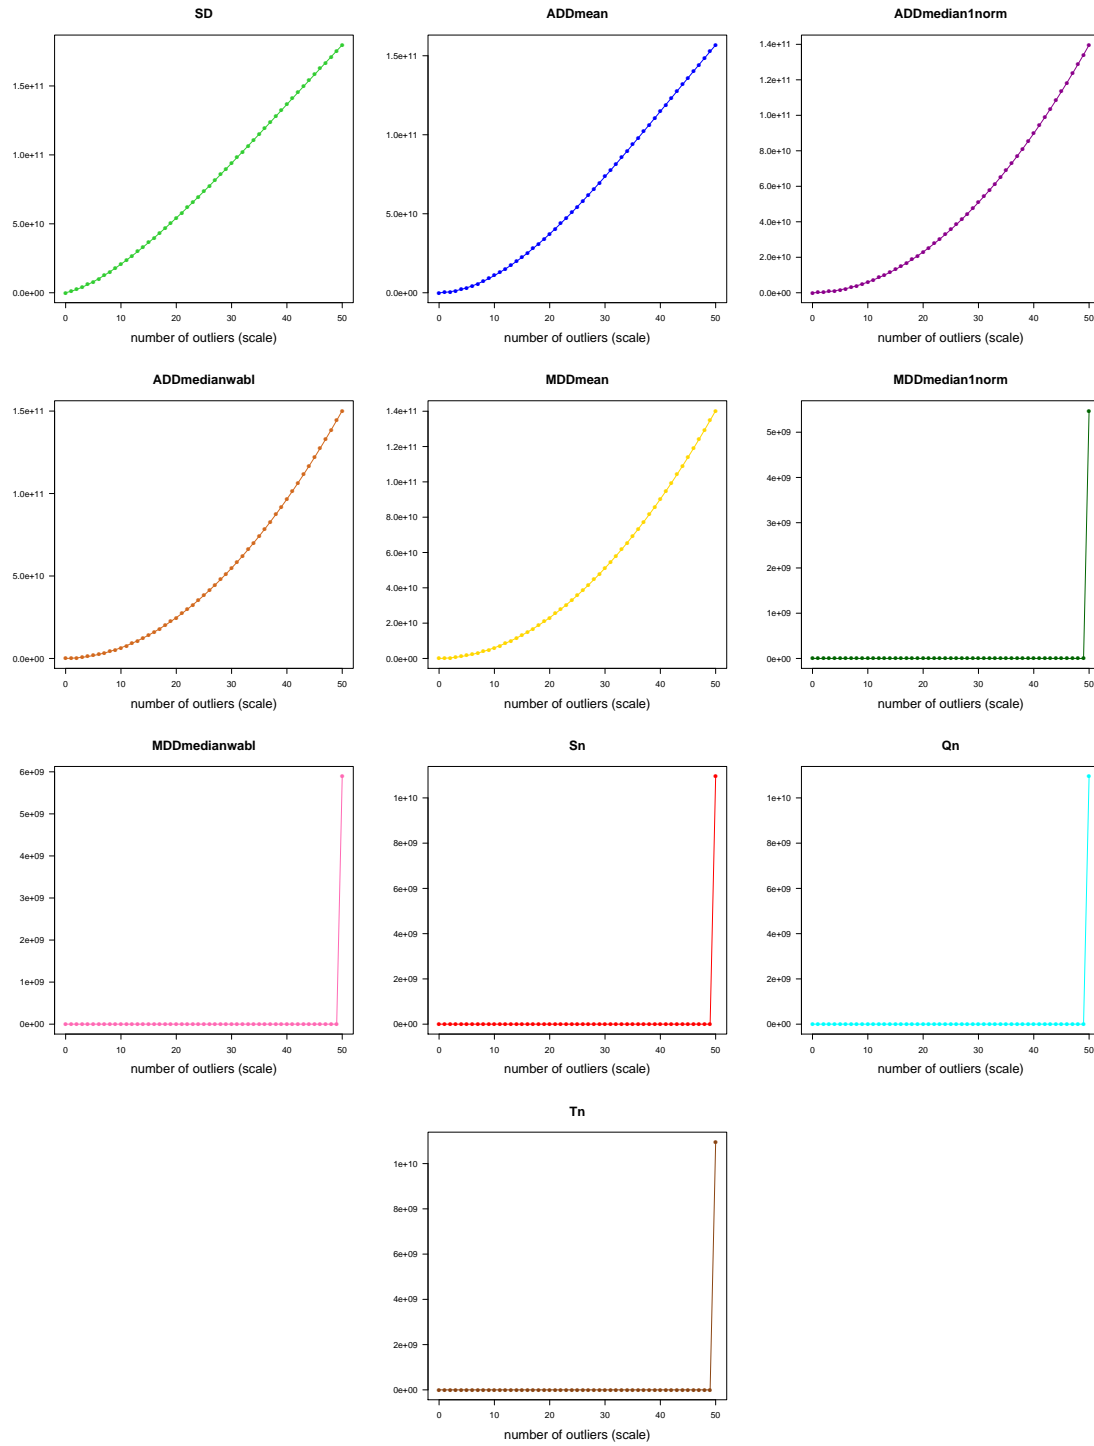 SD
ADDmean
ADDmedian1norm
1.5e+11
1.0e+11
5.0e+10
0.0e+00
0 10 20 30 40 50
number of outliers (scale)
1.5e+11
1.0e+11
5.0e+10
0.0e+00
0 10 20 30 40 50
number of outliers (scale)
1.4e+11
1.2e+11
1.0e+11
8.0e+10
6.0e+10
4.0e+10
2.0e+10
0.0e+00
0 10 20 30 40 50
number of outliers (scale)
ADDmedianwabl
MDDmean
MDDmedian1norm
1.5e+11
1.0e+11
5.0e+10
0.0e+00
0 10 20 30 40 50
number of outliers (scale)
1.4e+11
1.2e+11
1.0e+11
8.0e+10
6.0e+10
4.0e+10
2.0e+10
0.0e+00
0 10 20 30 40 50
number of outliers (scale)
5e+09
4e+09
3e+09
2e+09
1e+09
0e+00
0 10 20 30 40 50
number of outliers (scale)
MDDmedianwabl
Sn
Qn
6e+09
5e+09
4e+09
3e+09
2e+09
1e+09
0e+00
0 10 20 30 40 50
number of outliers (scale)
1e+10
8e+09
6e+09
4e+09
2e+09
0e+00
0 10 20 30 40 50
number of outliers (scale)
1e+10
8e+09
6e+09
4e+09
2e+09
0e+00
0 10 20 30 40 50
number of outliers (scale)
Tn
1e+10
8e+09
6e+09
4e+09
2e+09
0e+00
0 10 20 30 40 50
number of outliers (scale)